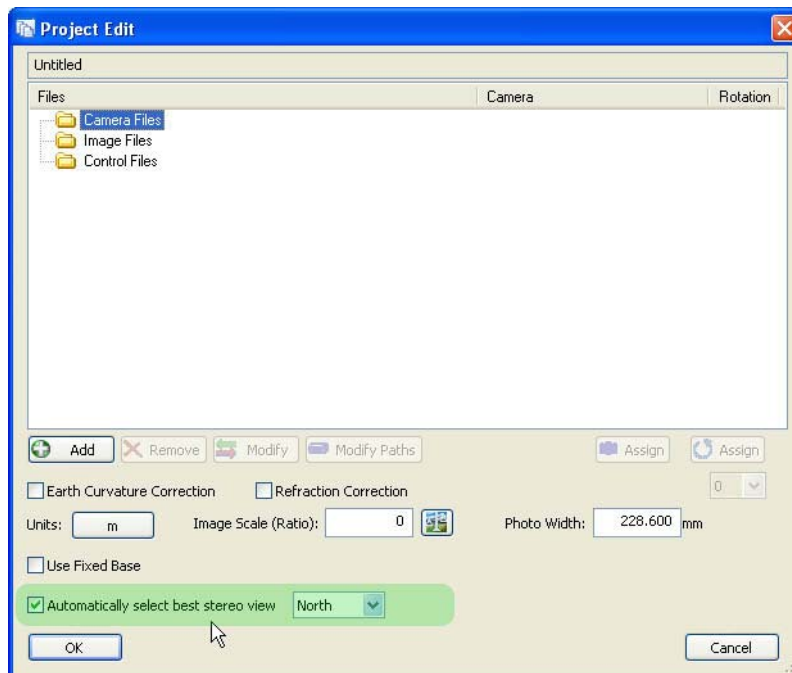 Project Edit
Untitled
Files Camera Rotation
Camera Files
Image Files
Control Files
Add Remove Modify Modify Paths Assign Assign
Earth Curvature Correction Refraction Correction 0
Units: m Image Scale (Ratio): 0 Photo Width: 228.600 mm
Use Fixed Base
Automatically select best stereo view North
OK Cancel